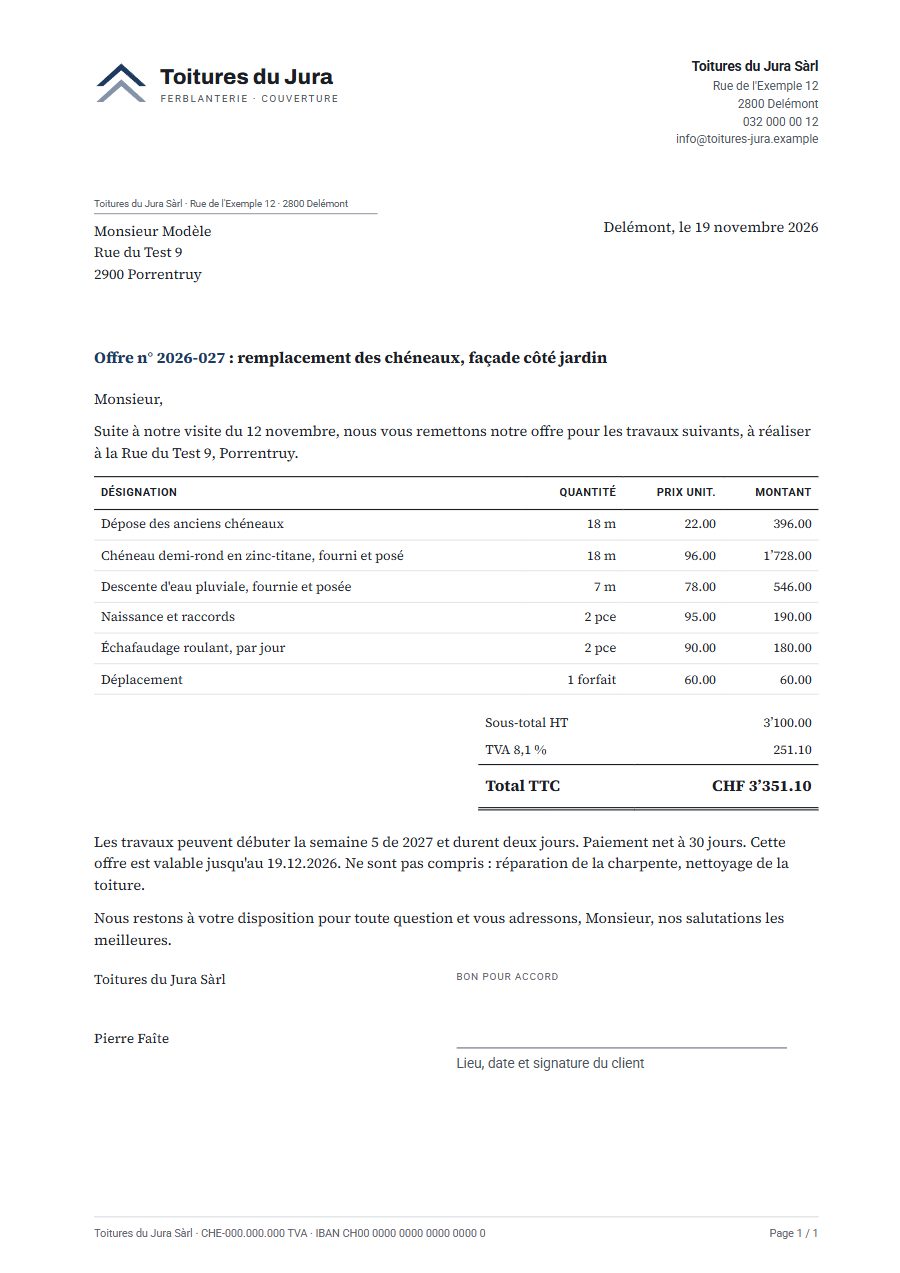 Toitures du Jura
FERBLANTERIE · COUVERTURE
Toitures du Jura Sàrl
Rue de l'Exemple 12
2800 Delémont
032 000 00 12
info@toitures-jura.example
Toitures du Jura Sàrl · Rue de l'Exemple 12 · 2800 Delémont
Monsieur Modèle
Rue du Test 9
2900 Porrentruy
Delémont, le 19 novembre 2026
Offre n° 2026-027 : remplacement des chéneaux, façade côté jardin
Monsieur,
Suite à notre visite du 12 novembre, nous vous remettons notre offre pour les travaux suivants, à réaliser
à la Rue du Test 9, Porrentruy.
DÉSIGNATION QUANTITÉ PRIX UNIT. MONTANT
Dépose des anciens chéneaux 18 m 22.00 396.00
Chéneau demi-rond en zinc-titane, fourni et posé 18 m 96.00 1’728.00
Descente d'eau pluviale, fournie et posée 7 m 78.00 546.00
Naissance et raccords 2 pce 95.00 190.00
Échafaudage roulant, par jour 2 pce 90.00 180.00
Déplacement 1 forfait 60.00 60.00
Sous-total HT 3’100.00
TVA 8,1 % 251.10
Total TTC CHF 3’351.10
Les travaux peuvent débuter la semaine 5 de 2027 et durent deux jours. Paiement net à 30 jours. Cette
offre est valable jusqu'au 19.12.2026. Ne sont pas compris : réparation de la charpente, nettoyage de la
toiture.
Nous restons à votre disposition pour toute question et vous adressons, Monsieur, nos salutations les
meilleures.
Toitures du Jura Sàrl
Pierre Faîte
BON POUR ACCORD
Lieu, date et signature du client
Toitures du Jura Sàrl · CHE-000.000.000 TVA · IBAN CH00 0000 0000 0000 0000 0
Page 1 / 1